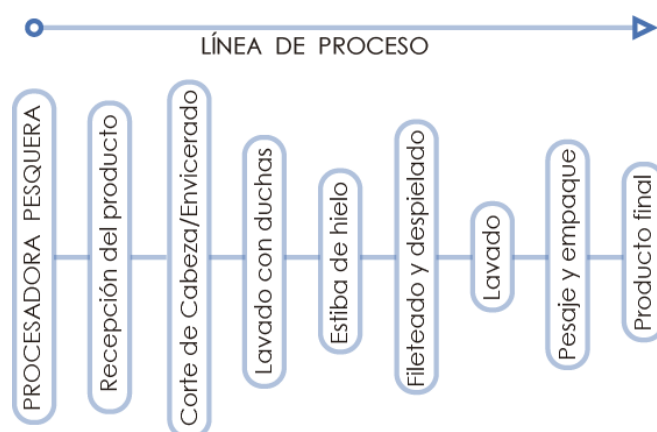 LÍNEA DE PROCESO
PROCESADORA PESQUERA
Recepción del producto
Corte de Cabeza/Envicerado
Lavado con duchas
Estiba de hielo
Fileteado y despielado
Lavado
Pesaje y empaque
Producto final